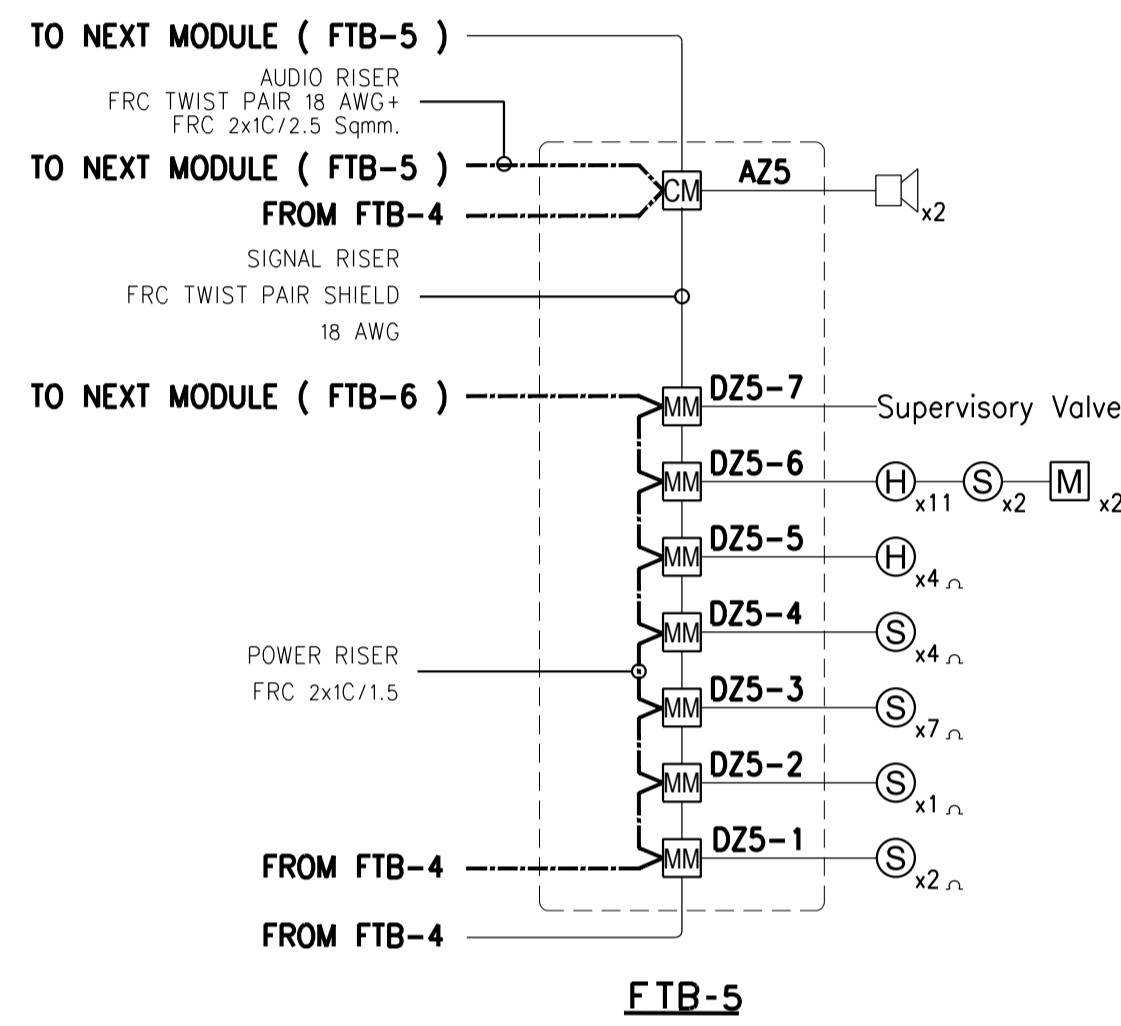 TO NEXT MODULE ( FTB-5 )
AUDIO RISER
FRC TWIST PAIR 18 AWG+
FRC 2x1C/2.5 Sqmm.
TO NEXT MODULE ( FTB-5 )
CM
AZ5
x2
FROM FTB-4
SIGNAL RISER
FRC TWIST PAIR SHIELD
18 AWG
TO NEXT MODULE ( FTB-6 )
MM
DZ5-7
Supervisory Valve
MM
DZ5-6
H
x11
S
x2
M
x2
MM
DZ5-5
H
x4
MM
DZ5-4
S
x4
POWER RISER
FRC 2x1C/1.5
MM
DZ5-3
S
x7
MM
DZ5-2
S
x1
MM
DZ5-1
S
x2
FROM FTB-4
FROM FTB-4
FTB-5